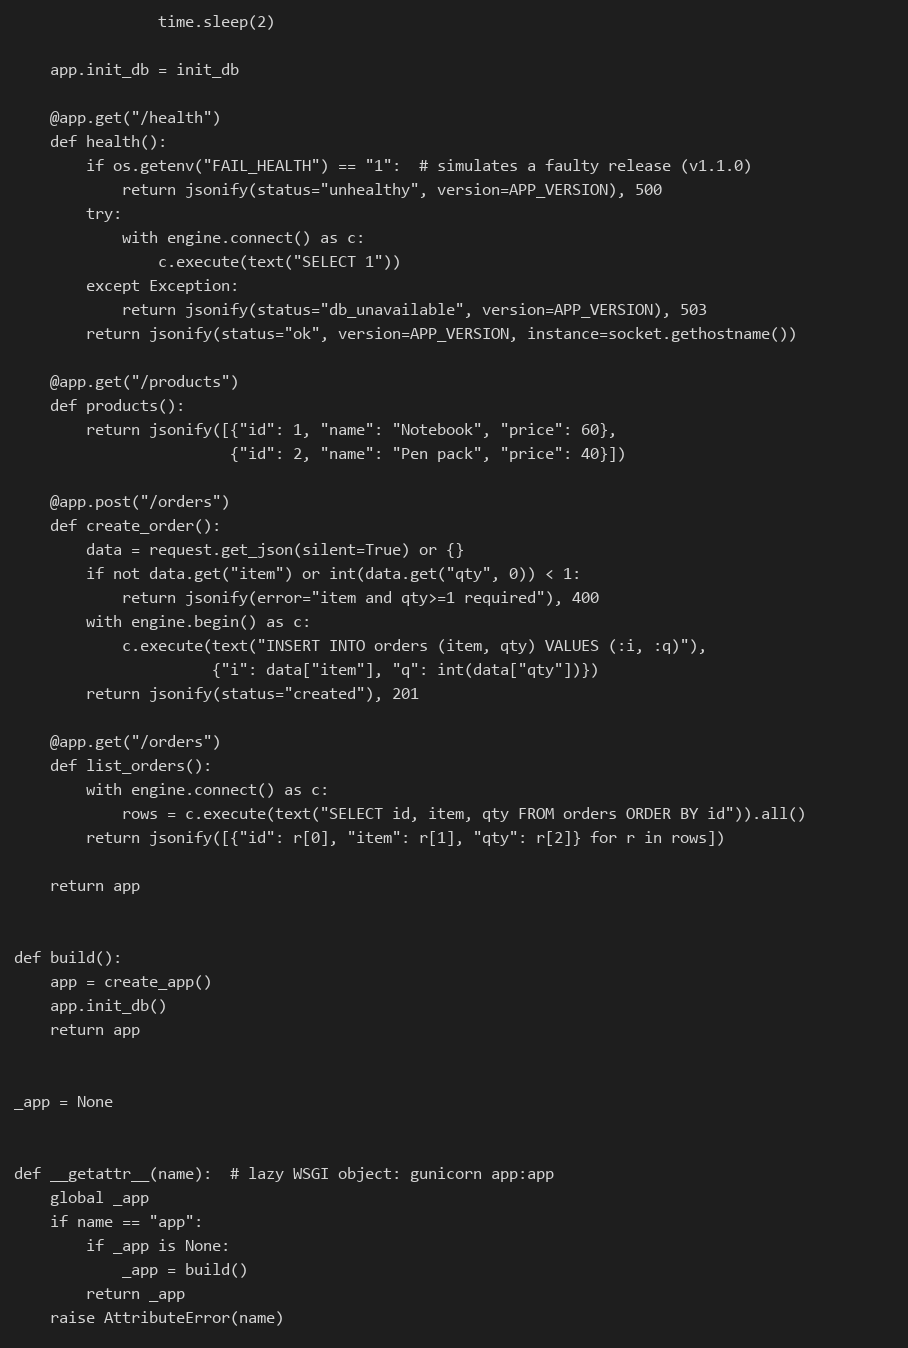 time.sleep(2)

    app.init_db = init_db

    @app.get("/health")
    def health():
        if os.getenv("FAIL_HEALTH") == "1":  # simulates a faulty release (v1.1.0)
            return jsonify(status="unhealthy", version=APP_VERSION), 500
        try:
            with engine.connect() as c:
                c.execute(text("SELECT 1"))
        except Exception:
            return jsonify(status="db_unavailable", version=APP_VERSION), 503
        return jsonify(status="ok", version=APP_VERSION, instance=socket.gethostname())

    @app.get("/products")
    def products():
        return jsonify([{"id": 1, "name": "Notebook", "price": 60},
                        {"id": 2, "name": "Pen pack", "price": 40}])

    @app.post("/orders")
    def create_order():
        data = request.get_json(silent=True) or {}
        if not data.get("item") or int(data.get("qty", 0)) < 1:
            return jsonify(error="item and qty>=1 required"), 400
        with engine.begin() as c:
            c.execute(text("INSERT INTO orders (item, qty) VALUES (:i, :q)"),
                      {"i": data["item"], "q": int(data["qty"])})
        return jsonify(status="created"), 201

    @app.get("/orders")
    def list_orders():
        with engine.connect() as c:
            rows = c.execute(text("SELECT id, item, qty FROM orders ORDER BY id")).all()
        return jsonify([{"id": r[0], "item": r[1], "qty": r[2]} for r in rows])

    return app


def build():
    app = create_app()
    app.init_db()
    return app


_app = None


def __getattr__(name):  # lazy WSGI object: gunicorn app:app
    global _app
    if name == "app":
        if _app is None:
            _app = build()
        return _app
    raise AttributeError(name)